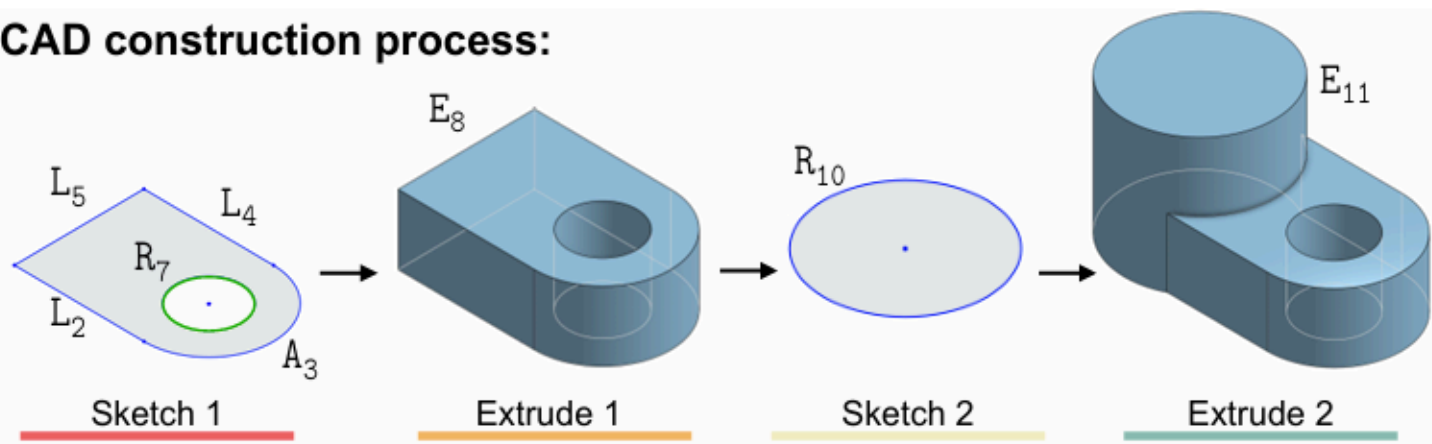 CAD construction process:
E11
E8
R10
L5
L4
R7
L2
A3
Sketch 1
Extrude 1
Sketch 2
Extrude 2